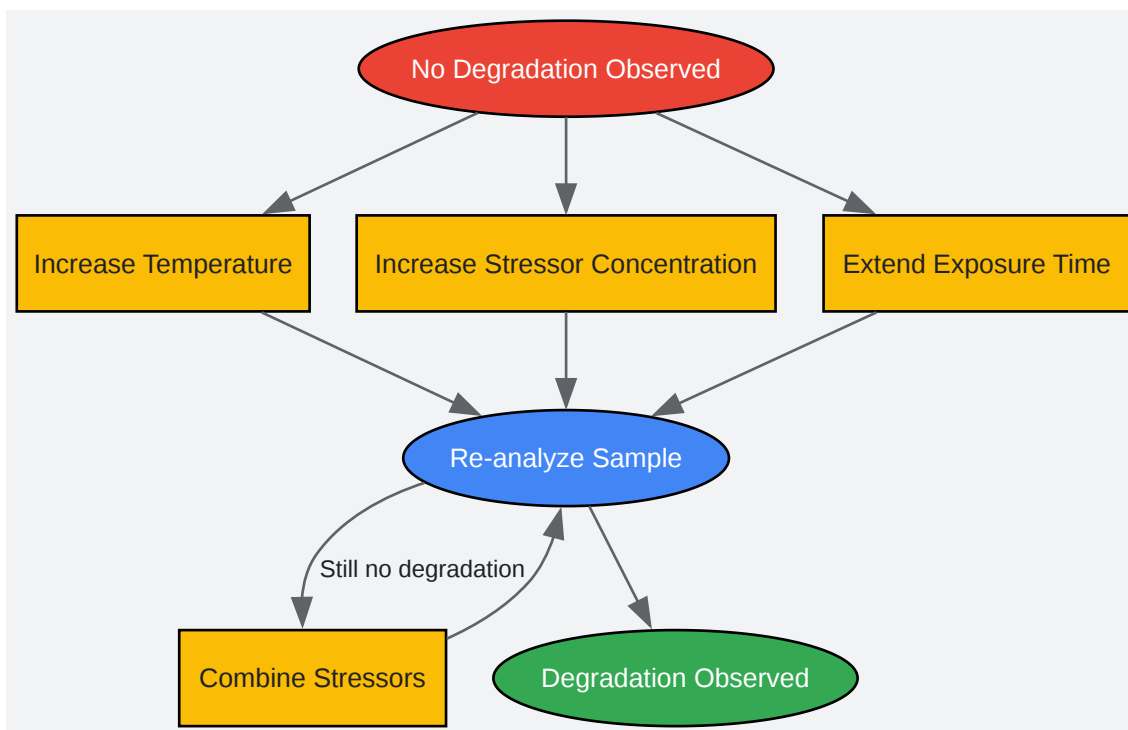 No Degradation Observed
Increase Temperature
Increase Stressor Concentration
Extend Exposure Time
Re-analyze Sample
Still no degradation
Combine Stressors
Degradation Observed